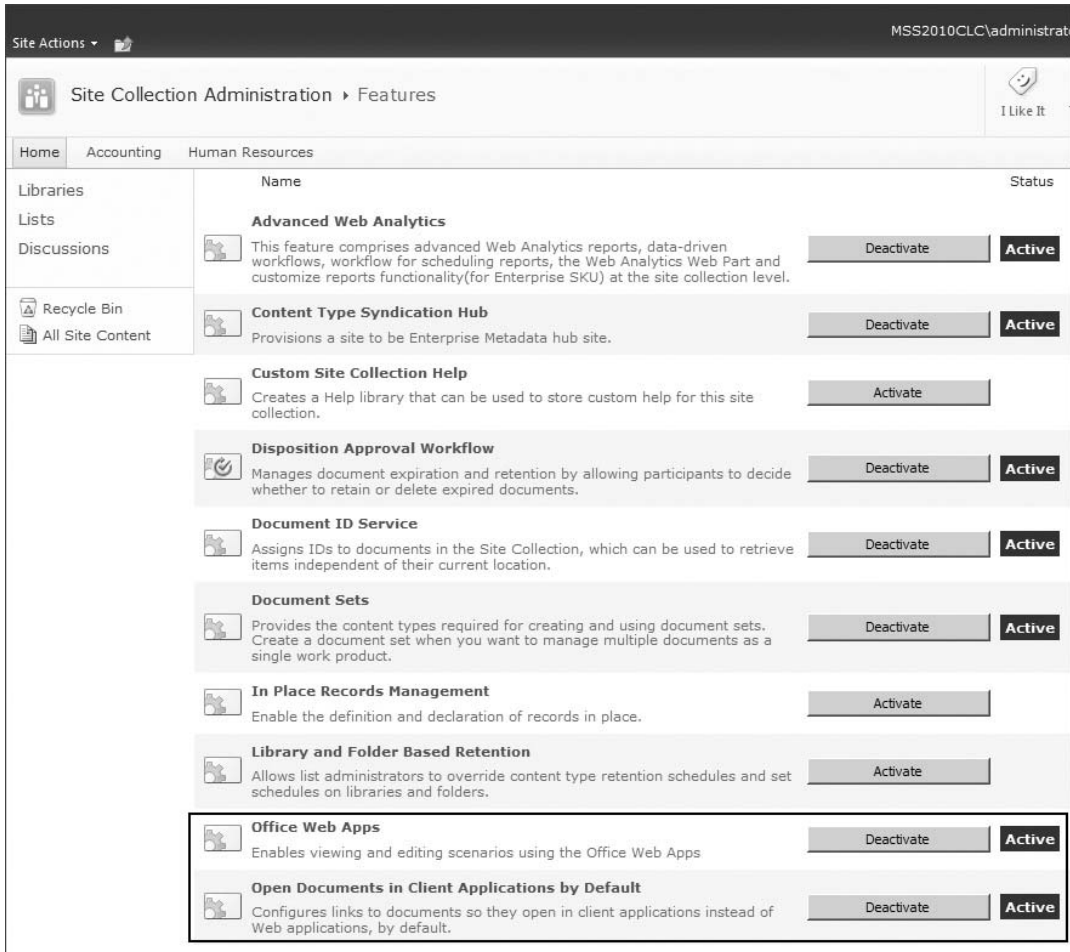 MSS2010CLC\administrat
Site Actions
Site Collection Administration ▸ Features
I Like It
Home Accounting Human Resources
Libraries
Lists
Discussions
Recycle Bin
All Site Content
Name Status
Advanced Web Analytics
This feature comprises advanced Web Analytics reports, data-driven
workflows, workflow for scheduling reports, the Web Analytics Web Part and
customize reports functionality(for Enterprise SKU) at the site collection level.
Deactivate Active
Content Type Syndication Hub
Provisions a site to be Enterprise Metadata hub site.
Deactivate Active
Custom Site Collection Help
Creates a Help library that can be used to store custom help for this site
collection.
Activate
Disposition Approval Workflow
Manages document expiration and retention by allowing participants to decide
whether to retain or delete expired documents.
Deactivate Active
Document ID Service
Assigns IDs to documents in the Site Collection, which can be used to retrieve
items independent of their current location.
Deactivate Active
Document Sets
Provides the content types required for creating and using document sets.
Create a document set when you want to manage multiple documents as a
single work product.
Deactivate Active
In Place Records Management
Enable the definition and declaration of records in place.
Activate
Library and Folder Based Retention
Allows list administrators to override content type retention schedules and set
schedules on libraries and folders.
Activate
Office Web Apps
Enables viewing and editing scenarios using the Office Web Apps
Deactivate Active
Open Documents in Client Applications by Default
Configures links to documents so they open in client applications instead of
Web applications, by default.
Deactivate Active